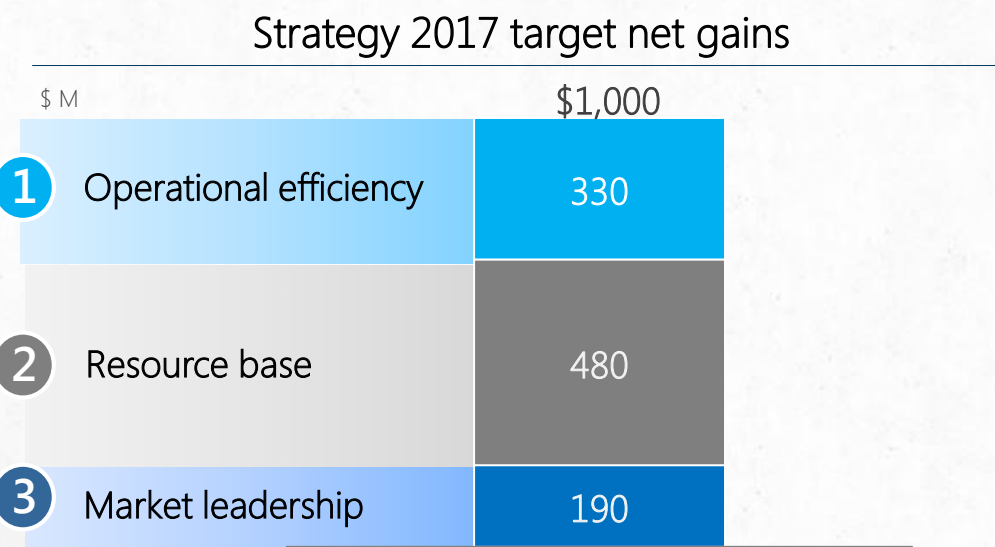 Strategy 2017 target net gains
$ M
$1,000
1 Operational efficiency 330
2 Resource base 480
3 Market leadership 190